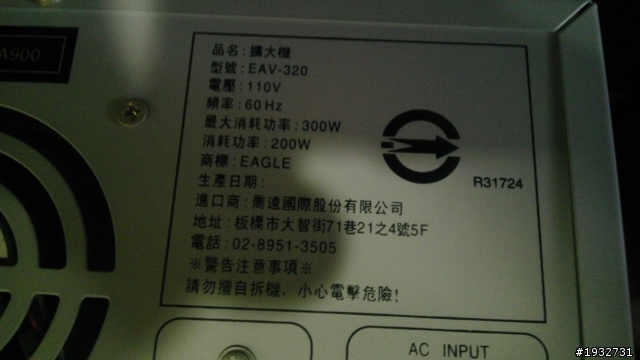 A900
品名:擴大機
型號:EAV-320
電壓:110V
頻率:60Hz
最大消耗功率:300W
消耗功率:200W
商標:EAGLE
生產日期:
進口商:喬遠國際股份有限公司
地址:板橋市大智街71巷21之4號5F
電話:02-8951-3505
※警告注意事項※
請勿擅自拆機、小心電擊危險!
R31724
AC INPUT
#1932731